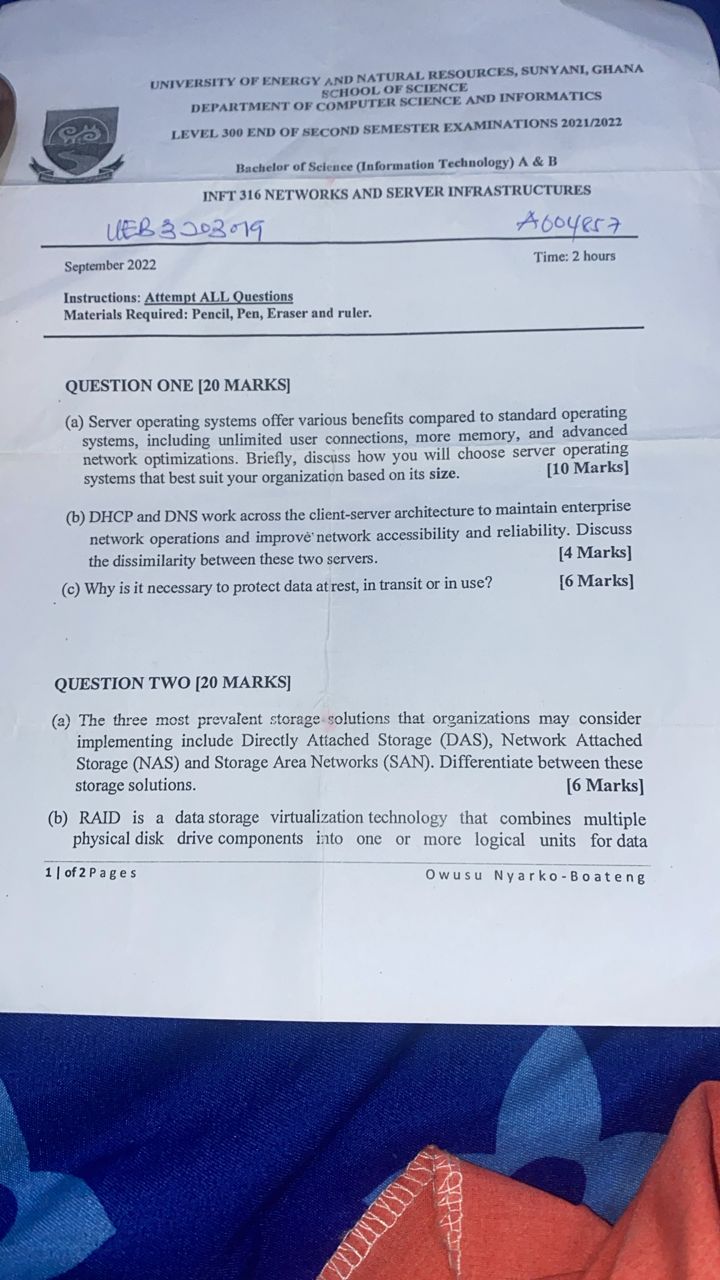 UNIVERSITY OF ENERGY AND NATURAL RESOURCES, SUNYANI, GHANA
SCHOOL OF SCIENCE
DEPARTMENT OF COMPUTER SCIENCE AND INFORMATICS
LEVEL 300 END OF SECOND SEMESTER EXAMINATIONS 2021/2022
Bachelor of Science (Information Technology) A & B
INFT 316 NETWORKS AND SERVER INFRASTRUCTURES
UEB3203019 A004857
September 2022 Time: 2 hours
Instructions: Attempt ALL Questions
Materials Required: Pencil, Pen, Eraser and ruler.
QUESTION ONE [20 MARKS]
(a) Server operating systems offer various benefits compared to standard operating
systems, including unlimited user connections, more memory, and advanced
network optimizations. Briefly, discuss how you will choose server operating
systems that best suit your organization based on its size. [10 Marks]
(b) DHCP and DNS work across the client-server architecture to maintain enterprise
network operations and improve network accessibility and reliability. Discuss
the dissimilarity between these two servers. [4 Marks]
(c) Why is it necessary to protect data at rest, in transit or in use? [6 Marks]
QUESTION TWO [20 MARKS]
(a) The three most prevalent storage solutions that organizations may consider
implementing include Directly Attached Storage (DAS), Network Attached
Storage (NAS) and Storage Area Networks (SAN). Differentiate between these
storage solutions. [6 Marks]
(b) RAID is a data storage virtualization technology that combines multiple
physical disk drive components into one or more logical units for data
1 | of 2 Pages Owusu Nyarko-Boateng